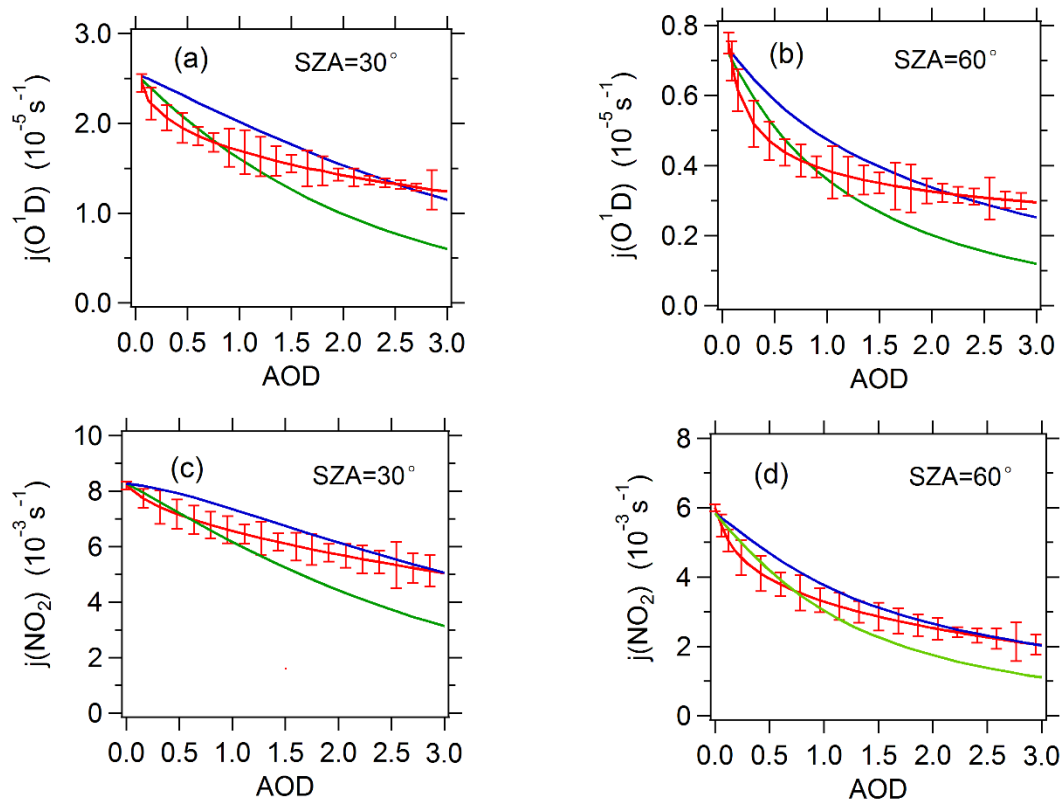 (a) SZA=30°
j(O¹D) (10⁻⁵ s⁻¹)
3.0
2.0
1.0
0.0
0.0 0.5 1.0 1.5 2.0 2.5 3.0
AOD
(b) SZA=60°
j(O¹D) (10⁻⁵ s⁻¹)
0.8
0.6
0.4
0.2
0.0
0.0 0.5 1.0 1.5 2.0 2.5 3.0
AOD
(c) SZA=30°
j(NO₂) (10⁻³ s⁻¹)
10
8
6
4
2
0
0.0 0.5 1.0 1.5 2.0 2.5 3.0
AOD
(d) SZA=60°
j(NO₂) (10⁻³ s⁻¹)
8
6
4
2
0
0.0 0.5 1.0 1.5 2.0 2.5 3.0
AOD